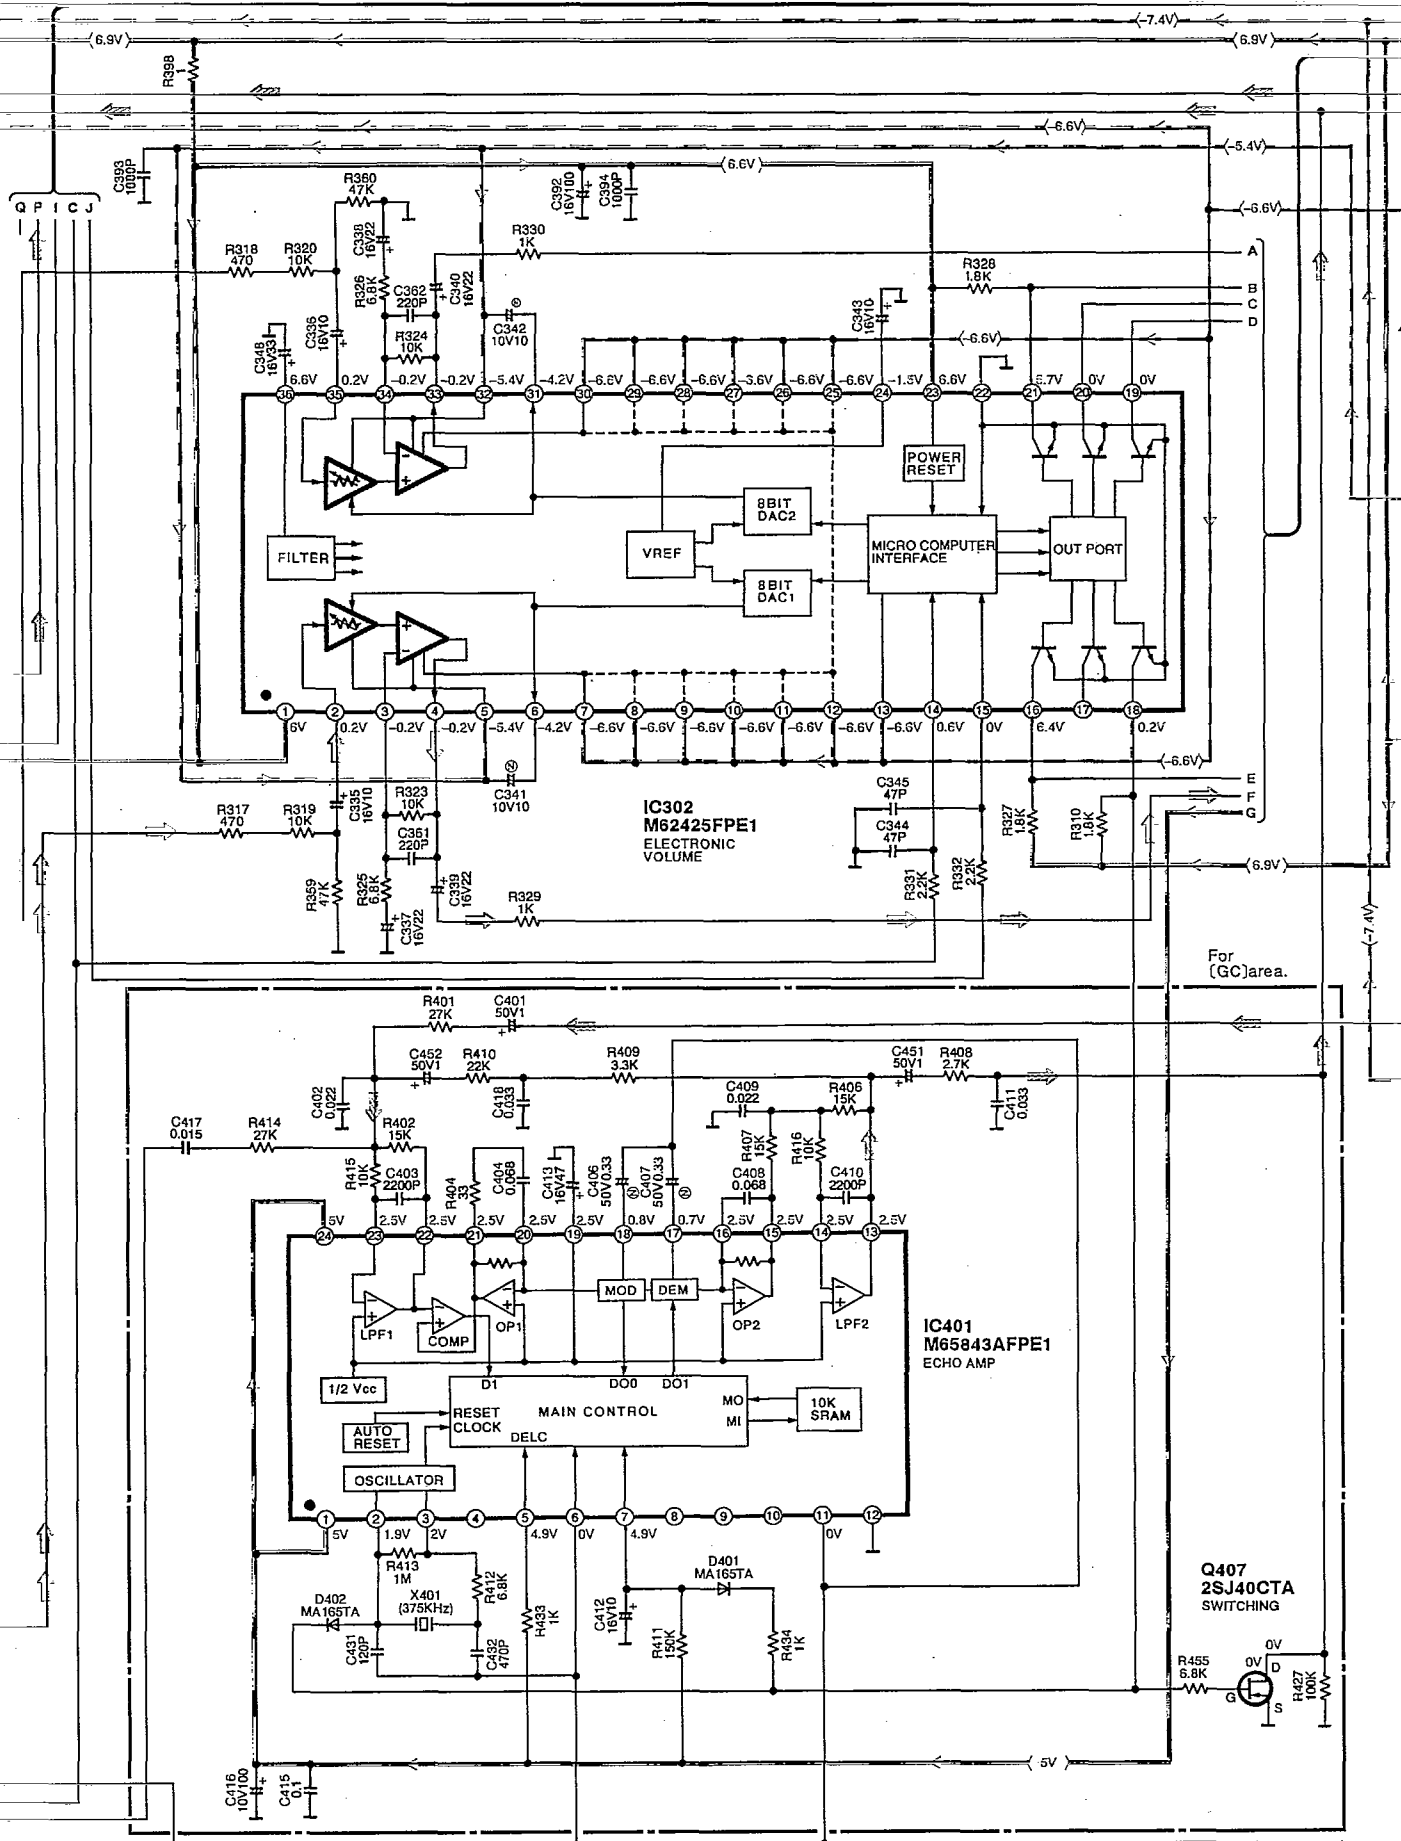 (-7.4V)
(6.9V)
(6.9V)
R398
1
(-6.6V)
(-5.4V)
C393
1000P
(6.6V)
R360
47K
C392
16V100
C394
1000P
Q P I C J
(-6.6V)
C338
16V22
R330
1K
R318
470
R320
10K
A
R326
6.8K
C362
220P
C340
16V22
R328
1.8K
B
C
D
C348
16V33
C336
16V10
R324
10K
C342
10V10
C343
16V10
(-6.6V)
6.6V 0.2V -0.2V -0.2V -5.4V -4.2V -6.6V -6.6V -6.6V -6.6V -6.6V 6.6V 0V 0V
36 35 34 33 32 31 30 29 28 27 26 25 24 23 22 21 20 19
POWER
RESET
8BIT
DAC2
FILTER
VREF
MICRO COMPUTER
INTERFACE
OUT PORT
8BIT
DAC1
1 2 3 4 5 6 7 8 9 10 11 12 13 14 15 16 17 18
6V 0.2V -0.2V -0.2V -5.4V -4.2V -6.6V -6.6V -6.6V -6.6V -6.6V -6.6V -6.6V 0.6V 0V 6.4V 0.2V
(-6.6V)
C341
10V10
E
F
G
R317
470
R319
10K
C335
16V10
R323
10K
C361
220P
IC302
M62425FPE1
ELECTRONIC
VOLUME
C345
47P
C344
47P
R327
1.8K
R310
1.8K
(6.9V)
R359
47K
R325
6.8K
C339
16V22
R331
2.2K
R332
2.2K
C337
16V22
R329
1K
(-7.4V)
For
[GC]area.
R401
27K
C401
50V1
C452
50V1
R410
22K
R409
3.3K
C451
50V1
R408
2.7K
C402
0.022
C418
0.033
C409
0.022
R406
15K
C411
0.033
C417
0.015
R414
27K
R402
15K
R407
15K
R416
10K
R415
10K
C403
2200P
R404
33
C404
0.068
C413
16V47
C406
50V0.33
C407
50V0.33
C408
0.068
C410
2200P
5V 2.5V 2.5V 2.5V 2.5V 2.5V 0.8V 0.7V 2.5V 2.5V 2.5V 2.5V
24 23 22 21 20 19 18 17 16 15 14 13
MOD
DEM
LPF1
COMP
OP1
OP2
LPF2
IC401
M65843AFPE1
ECHO AMP
1/2 Vcc
D1
DO0
DO1
AUTO
RESET
RESET
CLOCK
MAIN CONTROL
DELC
MO
MI
10K
SRAM
OSCILLATOR
1 2 3 4 5 6 7 8 9 10 11 12
5V 1.9V 2V 4.9V 0V 4.9V 0V
R413
1M
R412
6.8K
D401
MA165TA
Q407
2SJ40CTA
SWITCHING
D402
MA165TA
X401
(375KHz)
R433
1K
C412
16V10
R411
150K
R434
1K
C431
120P
C432
470P
R455
6.8K
0V
0V D
G
S
R427
100K
(5V)
C416
10V100
C415
0.1